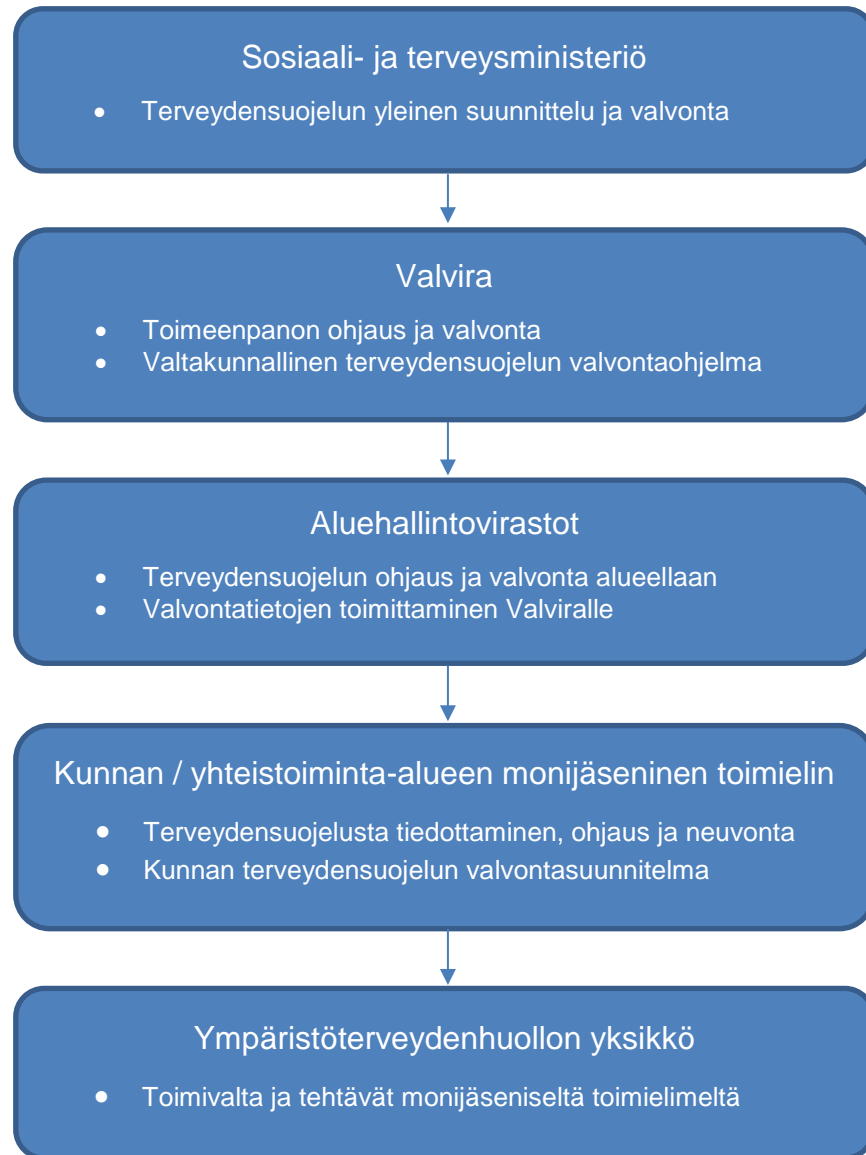 Sosiaali- ja terveysministeriö
• Terveydensuojelun yleinen suunnittelu ja valvonta
Valvira
• Toimeenpanon ohjaus ja valvonta
• Valtakunnallinen terveydensuojelun valvontaohjelma
Aluehallintovirastot
• Terveydensuojelun ohjaus ja valvonta alueellaan
• Valvontatietojen toimittaminen Valviralle
Kunnan / yhteistoiminta-alueen monijäseninen toimielin
• Terveydensuojelusta tiedottaminen, ohjaus ja neuvonta
• Kunnan terveydensuojelun valvontasuunnitelma
Ympäristöterveydenhuollon yksikkö
• Toimivalta ja tehtävät monijäseniseltä toimielimeltä